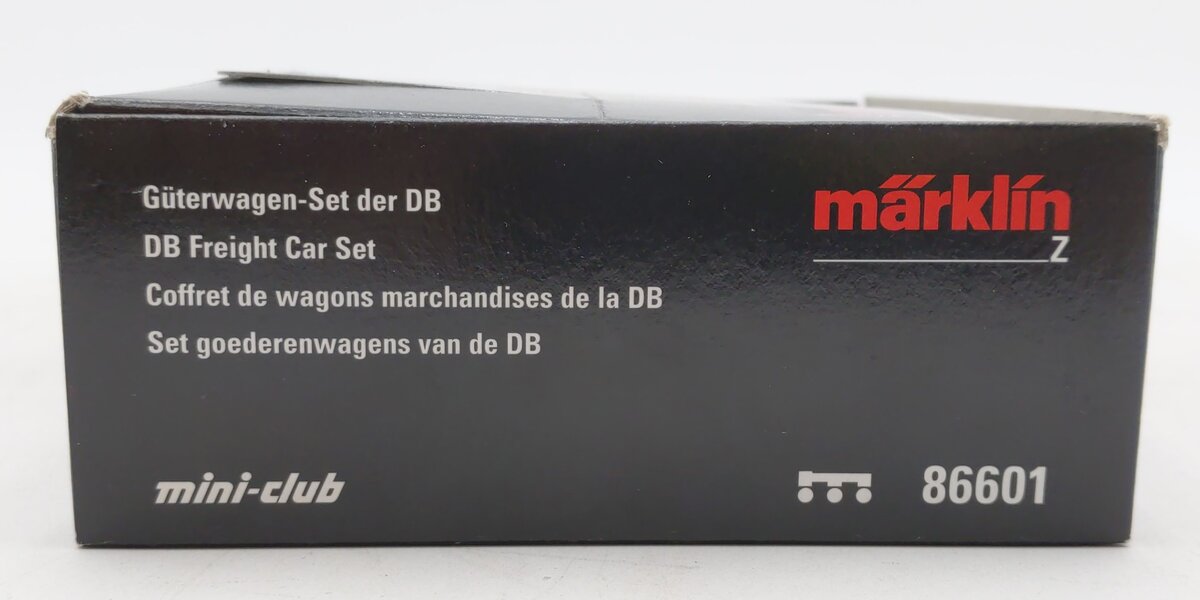 Güterwagen-Set der DB
DB Freight Car Set
Coffret de wagons marchandises de la DB
Set goederenwagens van de DB
märklín
Z
mini-club
86601